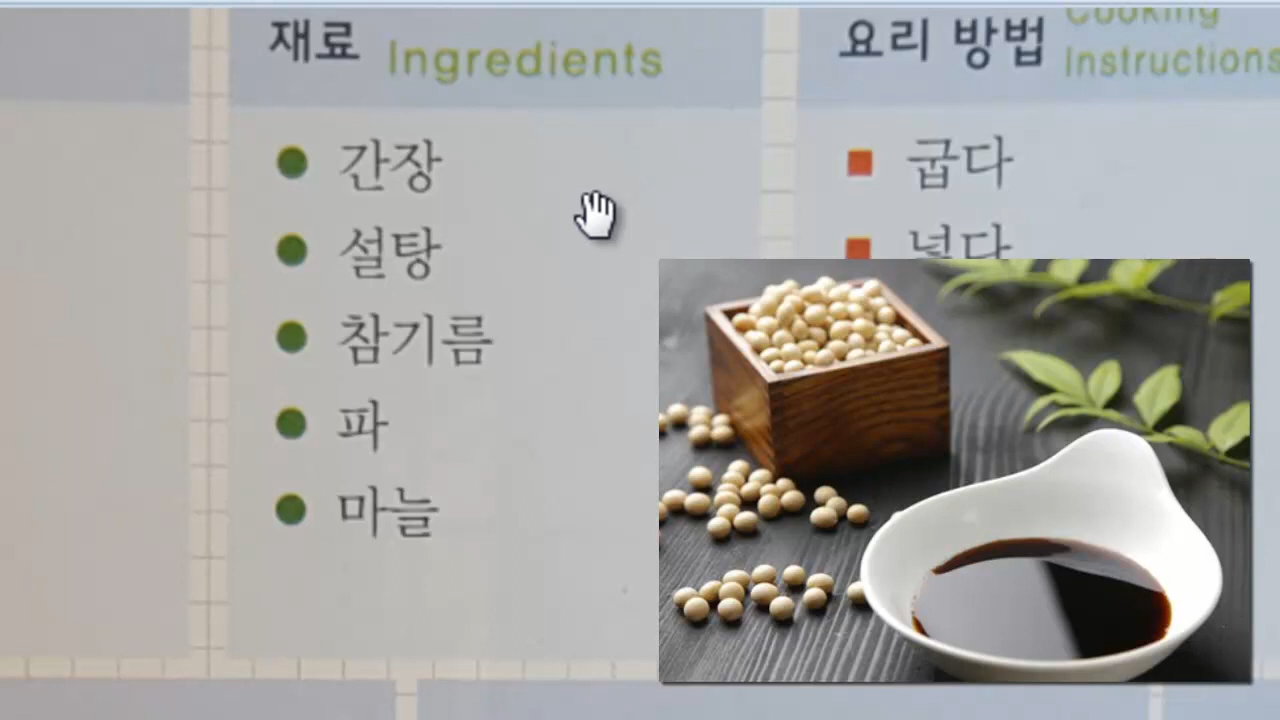 재료 Ingredients
간장
설탕
참기름
파
마늘
요리 방법 Cooking
Instructions
굽다